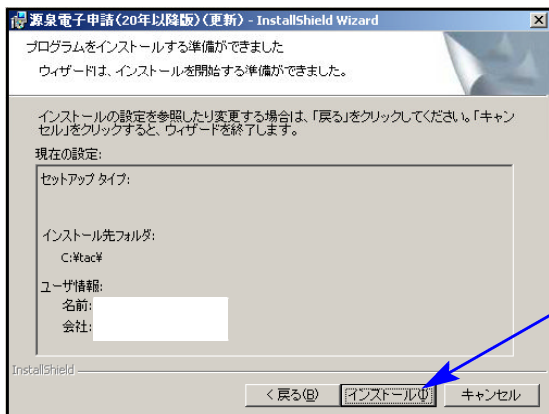 源泉電子申請(20年以降版)(更新) - InstallShield Wizard
プログラムをインストールする準備ができました
ウィザードは、インストールを開始する準備ができました。
インストールの設定を参照したり変更する場合は、「戻る」をクリックしてください。「キャン
セル」をクリックすると、ウィザードを終了します。
現在の設定:
セットアップ タイプ:
インストール先フォルダ:
C:¥tac¥
ユーザ情報:
名前:
会社:
InstallShield
< 戻る(B) インストール(I) キャンセル